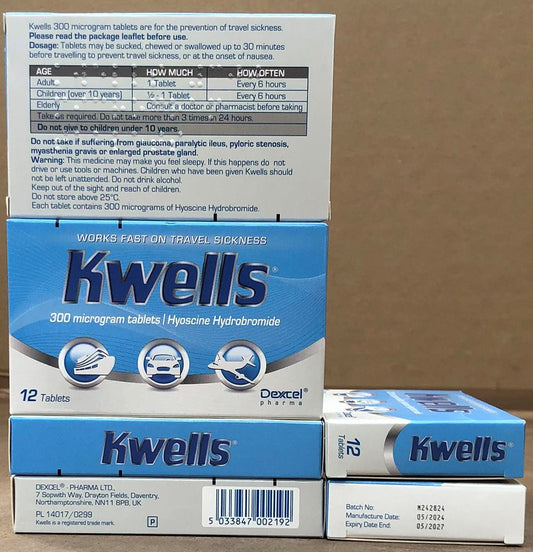 Kwells 300 microgram tablets are for the prevention of travel sickness.
Please read the package leaflet before use.
Dosage: Tablets may be sucked, chewed or swallowed up to 30 minutes
before travelling to prevent travel sickness, or at the onset of nausea.
AGE HOW MUCH HOW OFTEN
Adult 1 Tablet Every 6 hours
Children (over 10 years) ½ - 1 Tablet Every 6 hours
Elderly Consult a doctor or pharmacist before taking
Take as required. Do not take more than 3 times in 24 hours.
Do not give to children under 10 years.
Do not take if suffering from glaucoma, paralytic ileus, pyloric stenosis,
myasthenia gravis or enlarged prostate gland.
Warning: This medicine may make you feel sleepy. If this happens do not
drive or use tools or machines. Children who have been given Kwells should
not be left unattended. Do not drink alcohol.
Keep out of the sight and reach of children.
Do not store above 25°C.
Each tablet contains 300 micrograms of Hyoscine Hydrobromide.
WORKS FAST ON TRAVEL SICKNESS
Kwells®
300 microgram tablets | Hyoscine Hydrobromide
12 Tablets
Dexcel®
pharma
Kwells®
12
Tablets
Kwells®
DEXCEL® - PHARMA LTD.,
7 Sopwith Way, Drayton Fields, Daventry,
Northamptonshire, NN11 8PB, UK
PL 14017/0299
Kwells is a registered trade mark.
P
5 033847 002192
Batch No: M242824
Manufacture Date: 05/2024
Expiry Date End: 05/2027